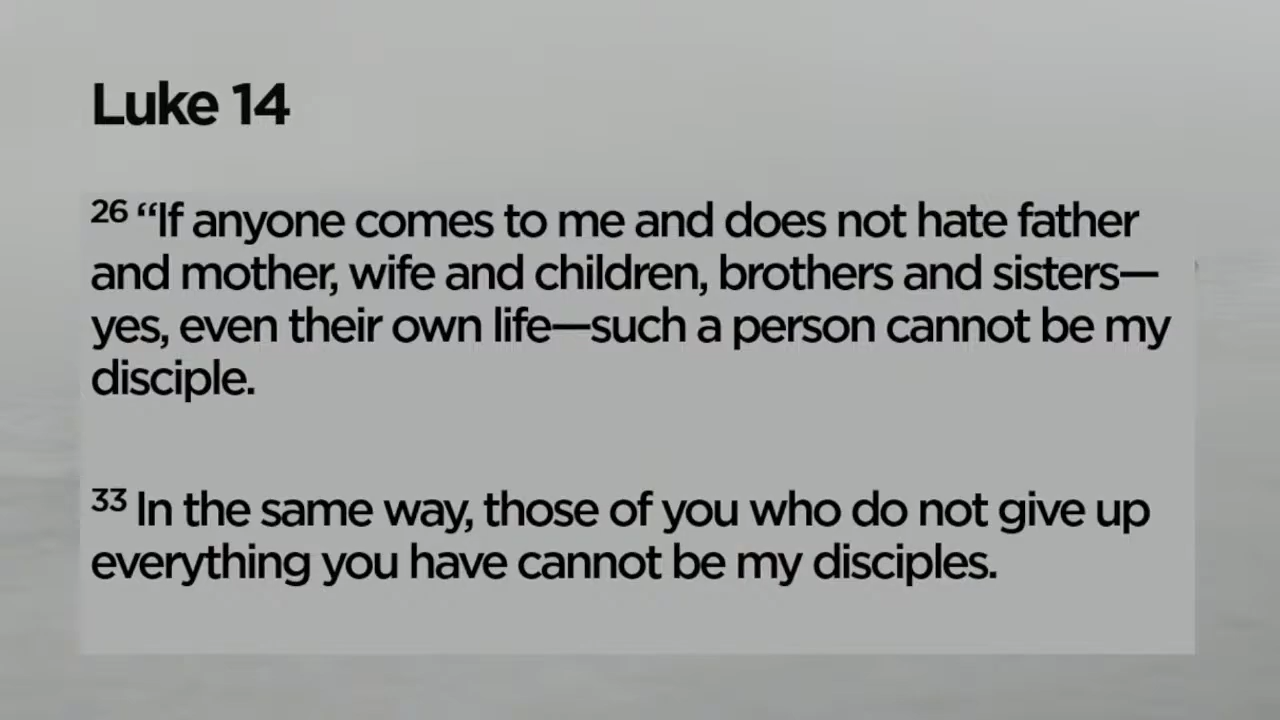 Luke 14
26 “If anyone comes to me and does not hate father
and mother, wife and children, brothers and sisters—
yes, even their own life—such a person cannot be my
disciple.
33 In the same way, those of you who do not give up
everything you have cannot be my disciples.